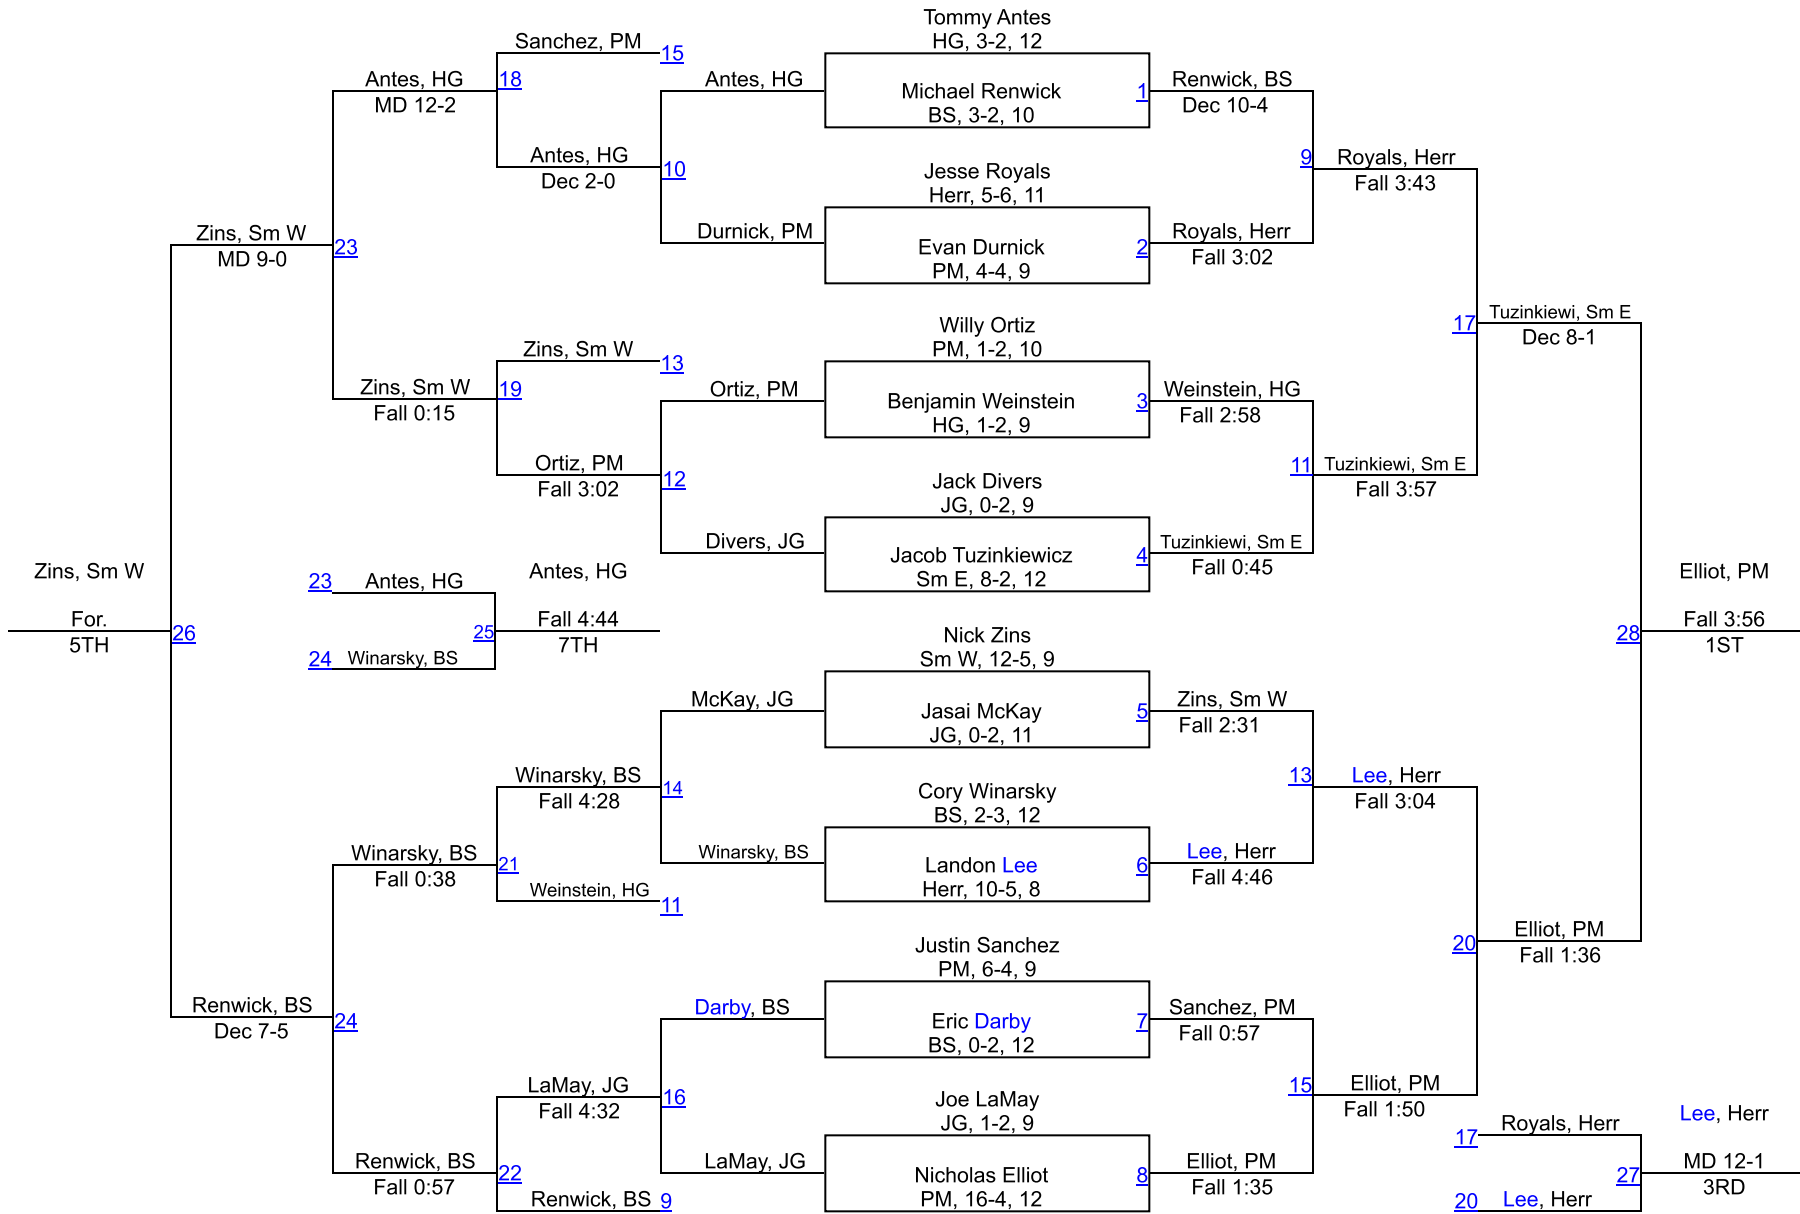 Tommy Antes
HG, 3-2, 12
Sanchez, PM
15
Antes, HG
18
Antes, HG
Michael Renwick
1
Renwick, BS
MD 12-2
BS, 3-2, 10
Dec 10-4
Antes, HG
Dec 2-0
10
Jesse Royals
Herr, 5-6, 11
9
Royals, Herr
Fall 3:43
Zins, Sm W
MD 9-0
23
Durnick, PM
Evan Durnick
PM, 4-4, 9
2
Royals, Herr
Fall 3:02
Willy Ortiz
PM, 1-2, 10
17
Tuzinkiewi, Sm E
Dec 8-1
Zins, Sm W
13
Zins, Sm W
Fall 0:15
19
Ortiz, PM
Benjamin Weinstein
HG, 1-2, 9
3
Weinstein, HG
Fall 2:58
Ortiz, PM
Fall 3:02
12
Jack Divers
JG, 0-2, 9
11
Tuzinkiewi, Sm E
Fall 3:57
Divers, JG
Jacob Tuzinkiewicz
Sm E, 8-2, 12
4
Tuzinkiewi, Sm E
Fall 0:45
Zins, Sm W
For.
5TH
26
23
Antes, HG
24
Winarsky, BS
25
Antes, HG
Fall 4:44
7TH
Elliot, PM
28
Fall 3:56
1ST
Nick Zins
Sm W, 12-5, 9
McKay, JG
Jasai McKay
JG, 0-2, 11
5
Zins, Sm W
Fall 2:31
Winarsky, BS
Fall 4:28
14
Cory Winarsky
BS, 2-3, 12
13
Lee, Herr
Fall 3:04
Winarsky, BS
Fall 0:38
21
Winarsky, BS
Landon Lee
Herr, 10-5, 8
6
Lee, Herr
Fall 4:46
Weinstein, HG
11
Justin Sanchez
PM, 6-4, 9
20
Elliot, PM
Fall 1:36
Renwick, BS
Dec 7-5
24
Darby, BS
Eric Darby
BS, 0-2, 12
7
Sanchez, PM
Fall 0:57
LaMay, JG
Fall 4:32
16
Joe LaMay
JG, 1-2, 9
15
Elliot, PM
Fall 1:50
Renwick, BS
Fall 0:57
22
LaMay, JG
Nicholas Elliot
PM, 16-4, 12
8
Elliot, PM
Fall 1:35
Renwick, BS
9
17
Royals, Herr
20
Lee, Herr
27
Lee, Herr
MD 12-1
3RD